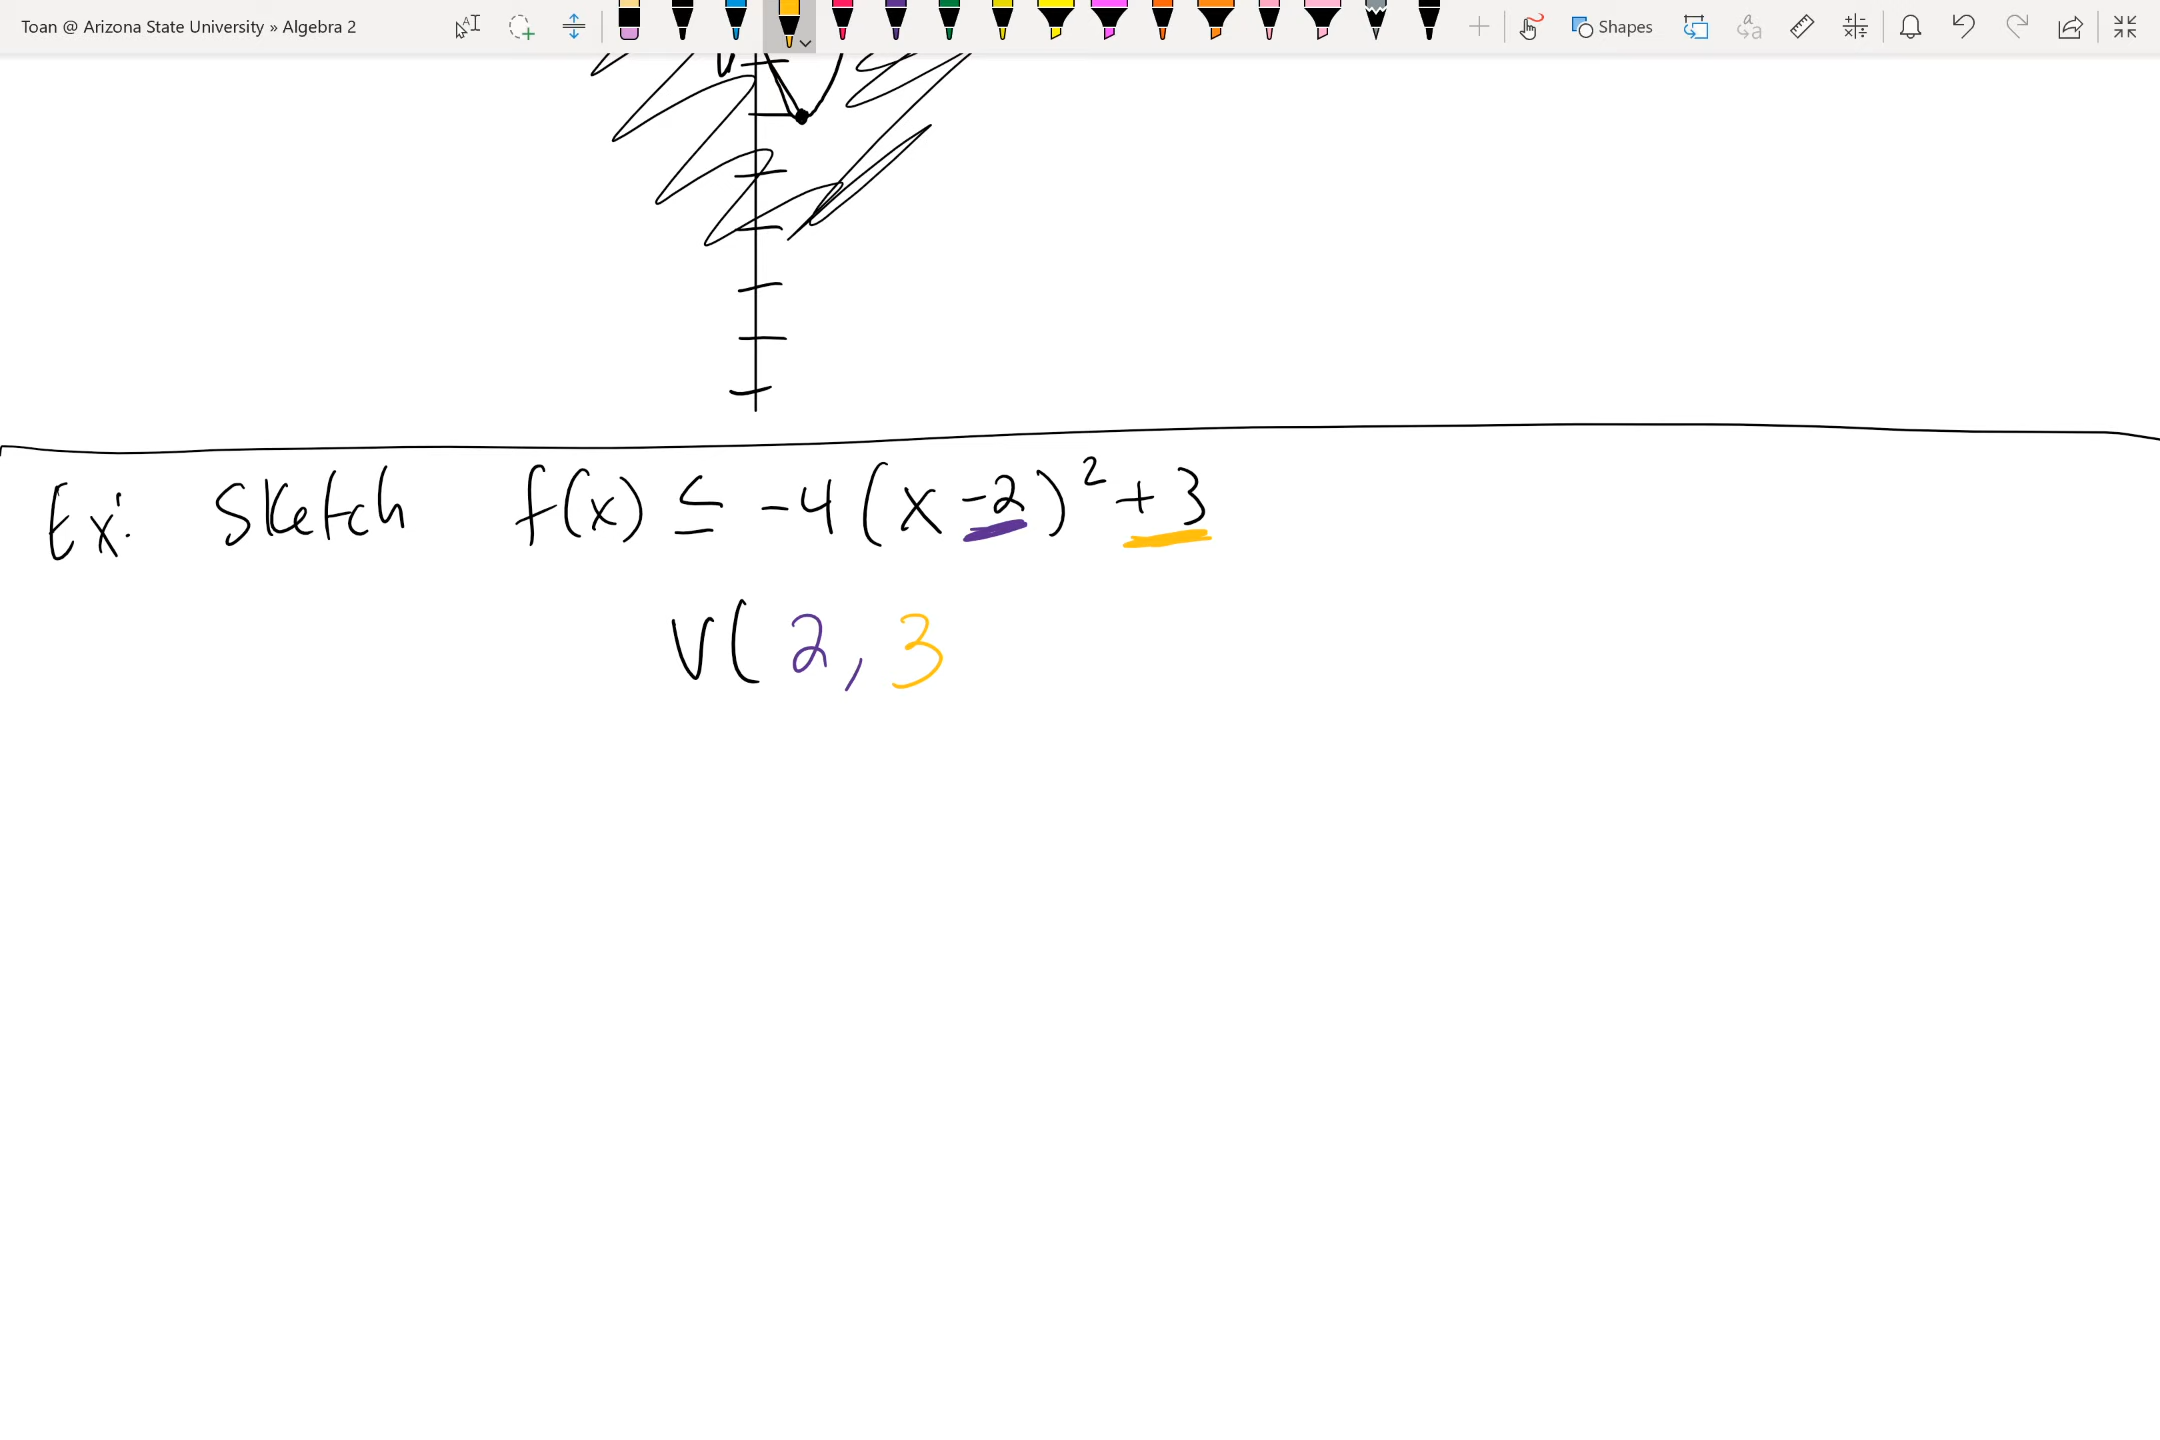 Toan @ Arizona State University » Algebra 2
Shapes
Ex: Sketch f(x) ≤ -4(x-2)² + 3
V(2, 3